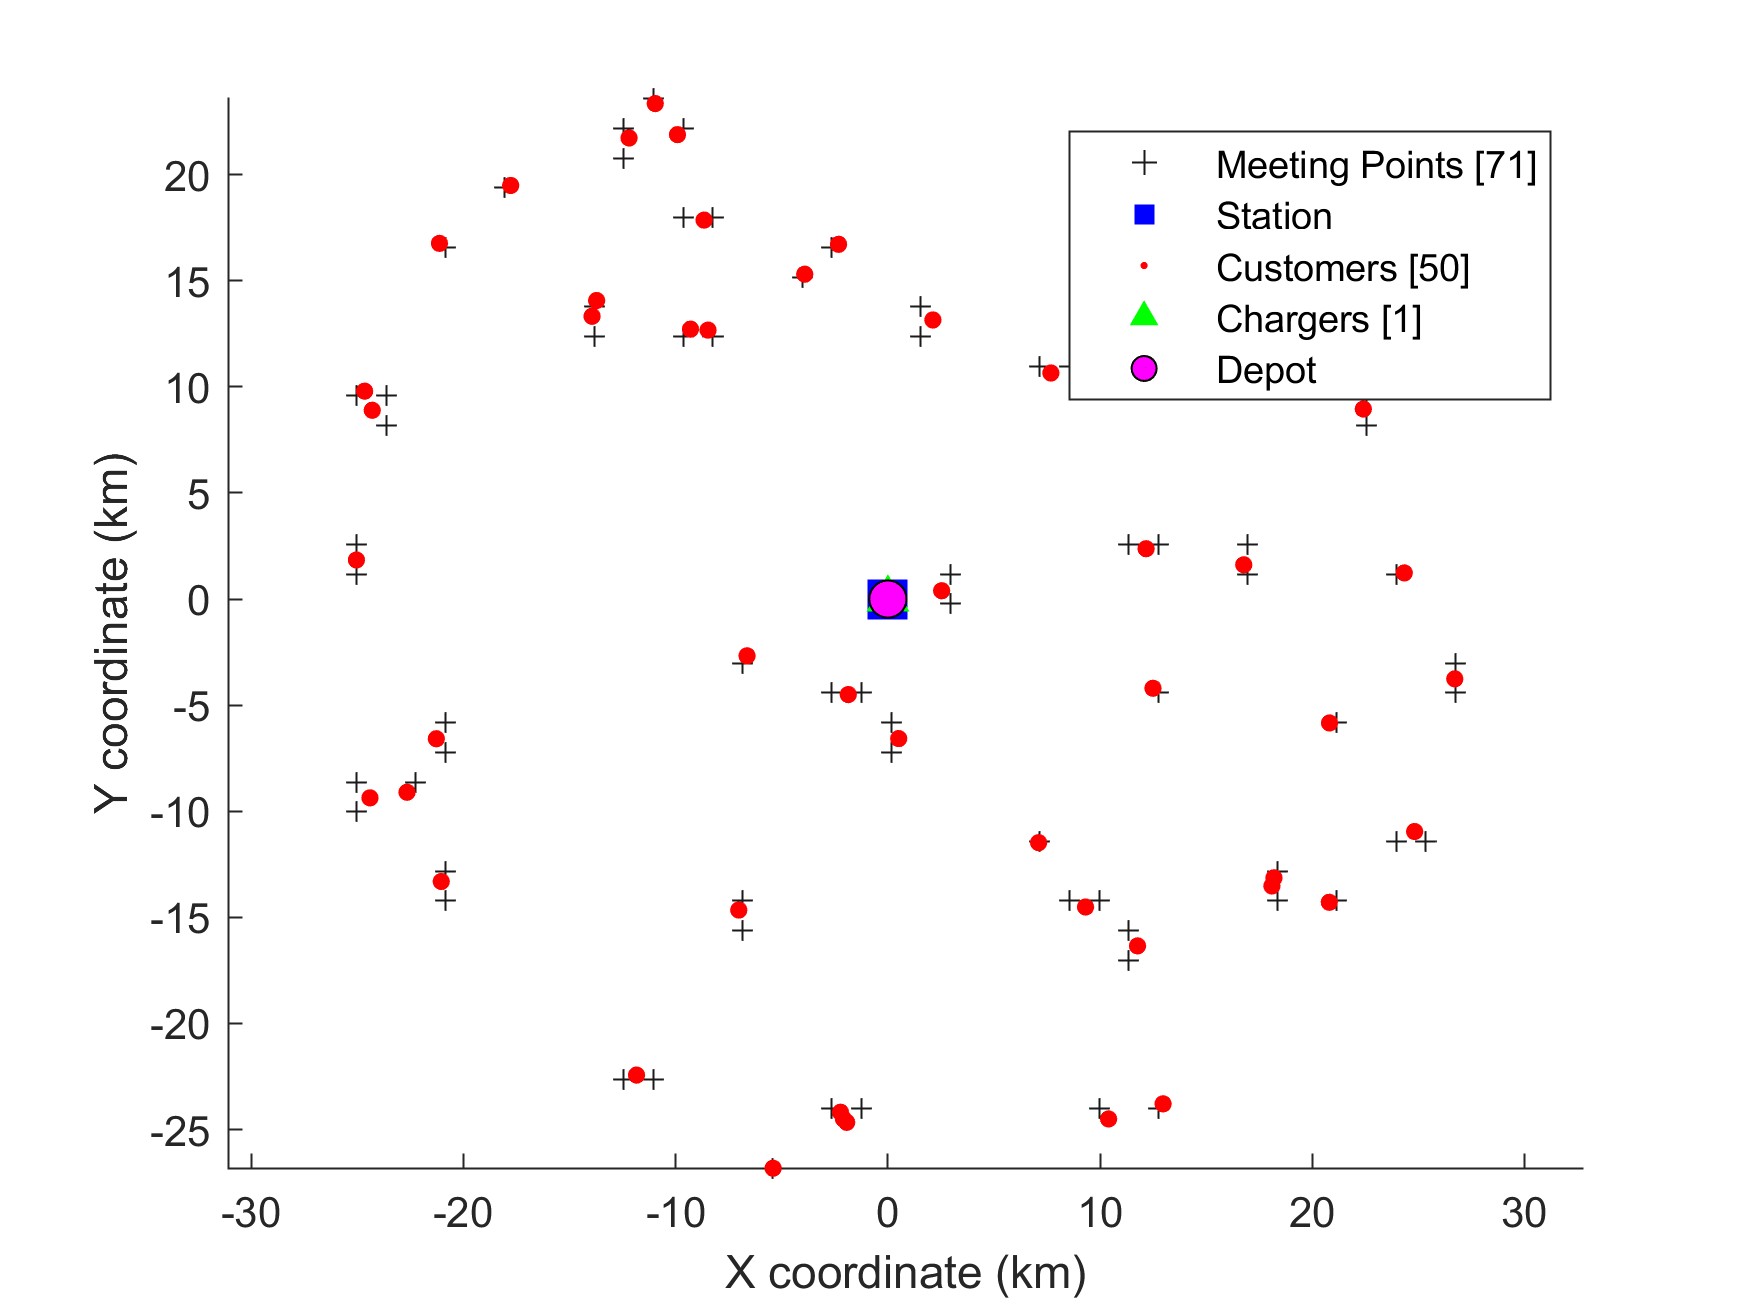 Meeting Points [71]
Station
Customers [50]
Chargers [1]
Depot
20
15
10
5
0
-5
-10
-15
-20
-25
Y coordinate (km)
-30 -20 -10 0 10 20 30
X coordinate (km)